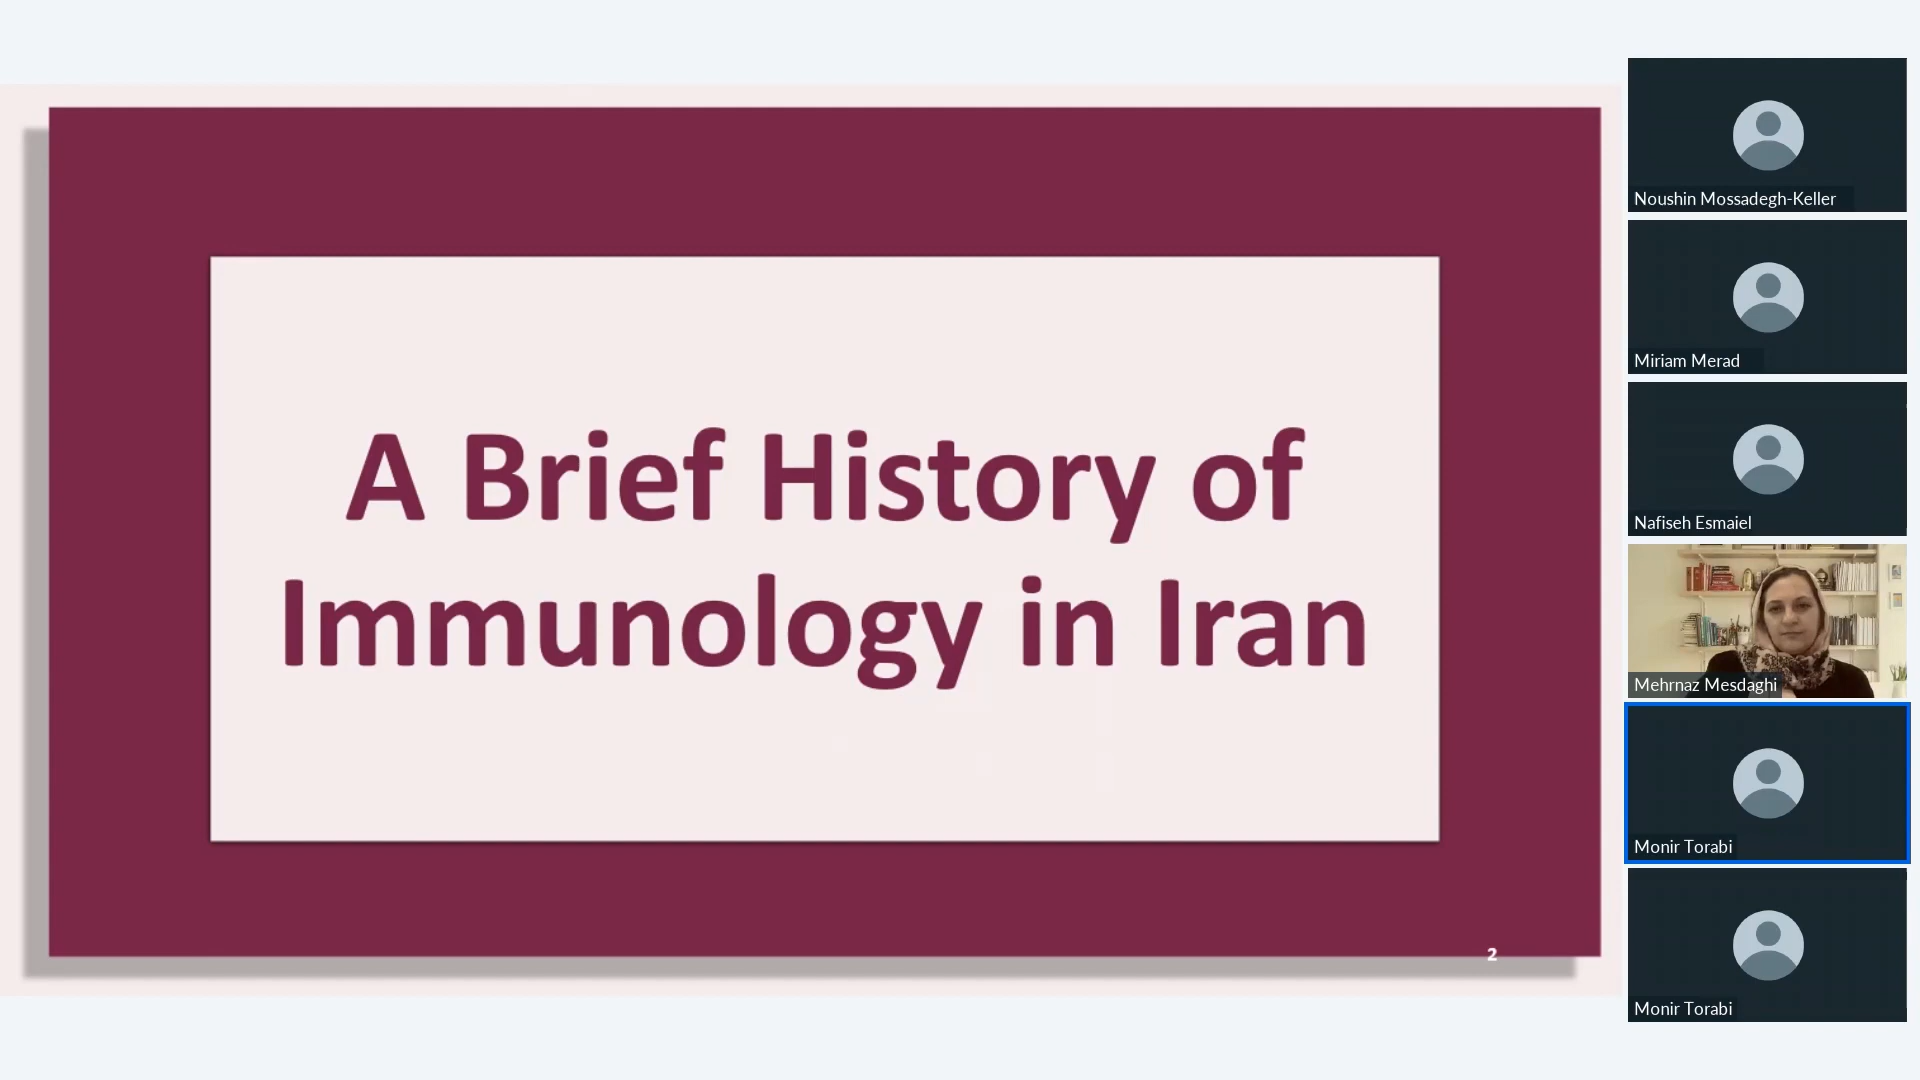 A Brief History of
Immunology in Iran
2
Noushin Mossadegh-Keller
Miriam Merad
Nafiseh Esmaiel
Mehrnaz Mesdaghi
Monir Torabi
Monir Torabi